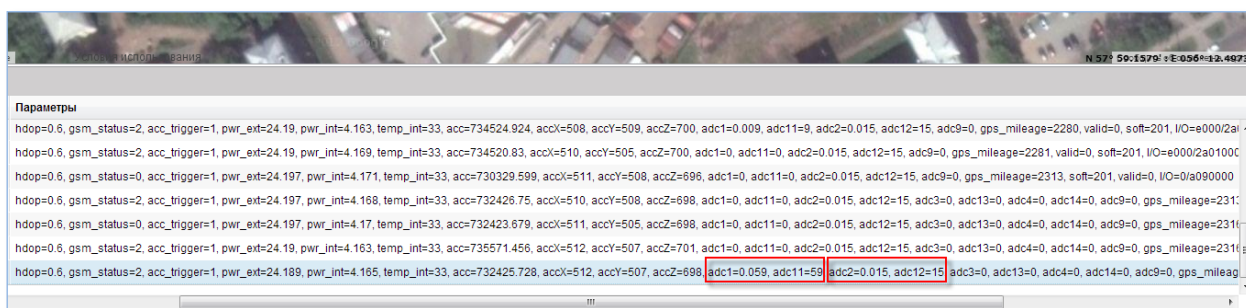 Условия использования
N 57° 59.1579' : E 056° 12.497
Параметры
hdop=0.6, gsm_status=2, acc_trigger=1, pwr_ext=24.19, pwr_int=4.163, temp_int=33, acc=734524.924, accX=508, accY=509, accZ=700, adc1=0.009, adc11=9, adc2=0.015, adc12=15, adc9=0, gps_mileage=2280, valid=0, soft=201, I/O=e000/2a
hdop=0.6, gsm_status=2, acc_trigger=1, pwr_ext=24.19, pwr_int=4.169, temp_int=33, acc=734520.83, accX=510, accY=505, accZ=700, adc1=0, adc11=0, adc2=0.015, adc12=15, adc9=0, gps_mileage=2281, valid=0, soft=201, I/O=e000/2a01000
hdop=0.6, gsm_status=0, acc_trigger=1, pwr_ext=24.197, pwr_int=4.171, temp_int=33, acc=730329.599, accX=511, accY=508, accZ=696, adc1=0, adc11=0, adc2=0.015, adc12=15, adc9=0, gps_mileage=2313, soft=201, valid=0, I/O=0/a090000
hdop=0.6, gsm_status=2, acc_trigger=1, pwr_ext=24.197, pwr_int=4.168, temp_int=33, acc=732426.75, accX=510, accY=508, accZ=698, adc1=0, adc11=0, adc2=0.015, adc12=15, adc3=0, adc13=0, adc4=0, adc14=0, adc9=0, gps_mileage=231
hdop=0.6, gsm_status=0, acc_trigger=1, pwr_ext=24.197, pwr_int=4.17, temp_int=33, acc=732423.679, accX=511, accY=505, accZ=698, adc1=0, adc11=0, adc2=0.015, adc12=15, adc3=0, adc13=0, adc4=0, adc14=0, adc9=0, gps_mileage=231
hdop=0.6, gsm_status=2, acc_trigger=1, pwr_ext=24.19, pwr_int=4.163, temp_int=33, acc=735571.456, accX=512, accY=507, accZ=701, adc1=0, adc11=0, adc2=0.015, adc12=15, adc3=0, adc13=0, adc4=0, adc14=0, adc9=0, gps_mileage=231
hdop=0.6, gsm_status=2, acc_trigger=1, pwr_ext=24.189, pwr_int=4.165, temp_int=33, acc=732425.728, accX=512, accY=507, accZ=698, adc1=0.059, adc11=59, adc2=0.015, adc12=15, adc3=0, adc13=0, adc4=0, adc14=0, adc9=0, gps_mileag